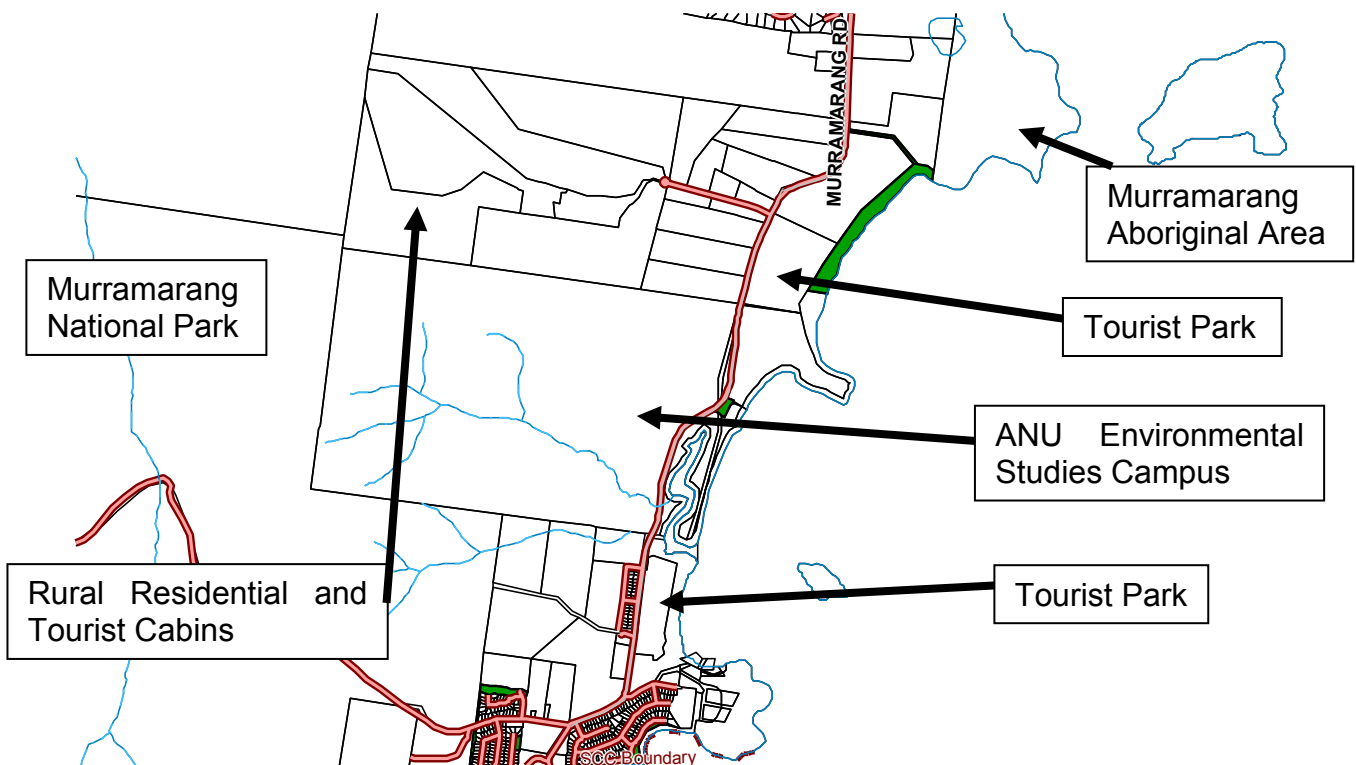 MURRAMARANG RD
Murramarang
Aboriginal Area
Murramarang
National Park
Tourist Park
ANU Environmental
Studies Campus
Rural Residential and
Tourist Cabins
Tourist Park
SCC Boundary